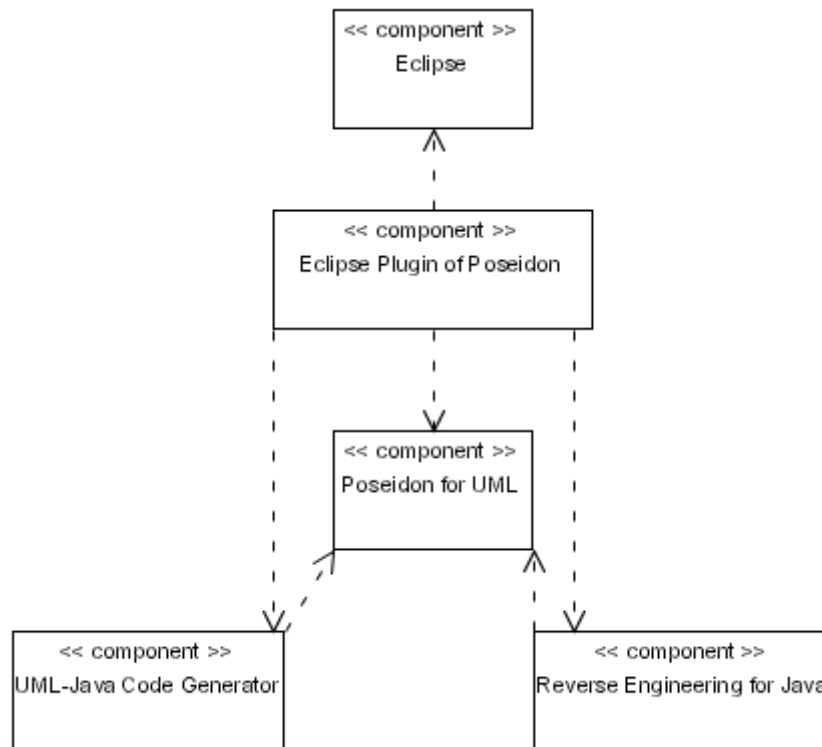 << component >>
Eclipse
<< component >>
Eclipse Plugin of Poseidon
<< component >>
Poseidon for UML
<< component >>
UML-Java Code Generator
<< component >>
Reverse Engineering for Java